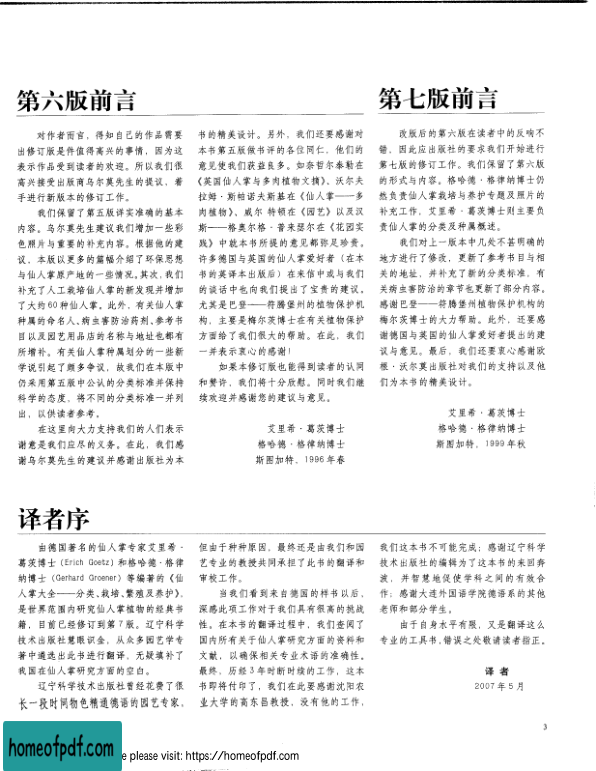 第六版前言
对作者而言，得知自己的作品需要
出修订版是件值得高兴的事情，因为这
表示作品受到读者的欢迎。所以我们很
高兴接受出版商乌尔莫先生的提议，着
手进行新版本的修订工作。
我们保留了第五版详实准确的基本
内容。乌尔莫先生建议我们增加一些彩
色照片与重要的补充内容。根据他的建
议，本版以更多的篇幅介绍了环保思想
与仙人掌原产地的一些情况。其次，我们
补充了人工栽培仙人掌的新发现并增加
了大约60种仙人掌。此外，有关仙人掌
种属的命名人、病虫害防治药剂、参考书
目以及园艺用品店的名称与地址也都有
所增补。有关仙人掌种属划分的一些新
学说引起了颇多争议，故我们在本版中
仍采用第五版中公认的分类标准并保持
科学的态度，将不同的分类标准一并列
出，以供读者参考。
在这里向大力支持我们的人们表示
谢意是我们应尽的义务。在此，我们感
谢乌尔莫先生的建议并感谢出版社为本
书的精美设计。另外，我们还要感谢对
本书第五版做书评的各位同仁，他们的
意见使我们获益良多。如奈哲尔泰勒在
《英国仙人掌与多肉植物文摘》、沃尔夫
拉姆·斯帕诺夫斯基在《仙人掌——多
肉植物》、威尔 特顿在《园艺》以及汉
斯——格奥尔格·普来瑟尔在《花园实
践》中就本书所提的意见都弥足珍贵。
许多德国与英国的仙人掌爱好者（在本
书的英译本出版后）在来信中或与我们
的谈话中也向我们提出了宝贵的建议。
尤其是巴登——符腾堡州的植物保护机
构，主要是梅尔茨博士在有关植物保护
方面给了我们很大的帮助。在此，我们
一并表示衷心的感谢！
如果本修订版也能得到读者的认同
和赞许，我们将十分欣慰。同时我们继
续欢迎并感谢您的建议与意见。
艾里希·葛茨博士
格哈德·格律纳博士
斯图加特，1996年春
第七版前言
改版后的第六版在读者中的反响不
错，因此应出版社的要求我们开始进行
第七版的修订工作。我们保留了第六版
的形式与内容。格哈德·格律纳博士仍
然负责仙人掌栽培与养护专题及照片的
补充工作，艾里希·葛茨博士则主要负
责仙人掌的分类及种属概述。
我们对上一版本中几处不甚明确的
地方进行了修改，更新了参考书目与相
关的地址，并补充了新的分类标准，有
关病虫害防治的章节也更新了部分内容。
感谢巴登——符腾堡州植物保护机构的
梅尔茨博士的大力帮助。此外，还要感
谢德国与英国的仙人掌爱好者提出的建
议与意见。最后，我们还要衷心感谢欧
根·沃尔莫出版社对我们的支持以及他
们为本书的精美设计。
艾里希·葛茨博士
格哈德·格律纳博士
斯图加特，1999年秋
译者序
由德国著名的仙人掌专家艾里希·
葛茨博士（Erich Goetz）和格哈德·格律
纳博士（Gerhard Groener）等编著的《仙
人掌大全——分类、栽培、繁殖及养护》，
是世界范围内研究仙人掌植物的经典书
籍，目前已经修订到第7版。辽宁科学
技术出版社慧眼识金，从众多园艺学专
著中遴选出此书进行翻译，无疑填补了
我国在仙人掌研究方面的空白。
辽宁科学技术出版社曾经花费了很
长一段时间物色精通德语的园艺专家，
但由于种种原因，最终还是由我们和园
艺专业的教授共同承担了此书的翻译和
审校工作。
当我们看到来自德国的样书以后，
深感此项工作对于我们具有很高的挑战
性。在本书的翻译过程中，我们查阅了
国内所有关于仙人掌研究方面的资料和
文献，以确保相关专业术语的准确性。
最终，历经3年时断时续的工作，这本
书即将付印了，我们在此要感谢沈阳农
业大学的高东昌教授，没有他的工作，
我们这本书不可能完成；感谢辽宁科学
技术出版社的编辑为了这本书的来回奔
波，并智慧地促使学科之间的有效合
作；感谢大连外国语学院德语系的其他
老师和部分学生。
由于自身水平有限，又是翻译这么
专业的工具书，错误之处敬请读者指正。
译 者
2007年5月
3
homeofpdf.com
e please visit: https://homeofpdf.com